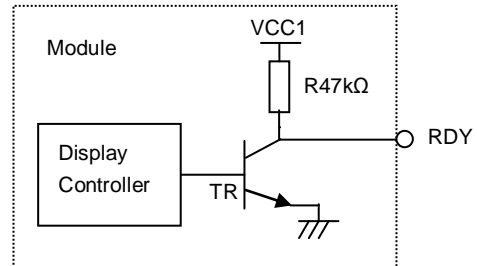 Module
VCC1
R47kΩ
RDY
Display
Controller
TR